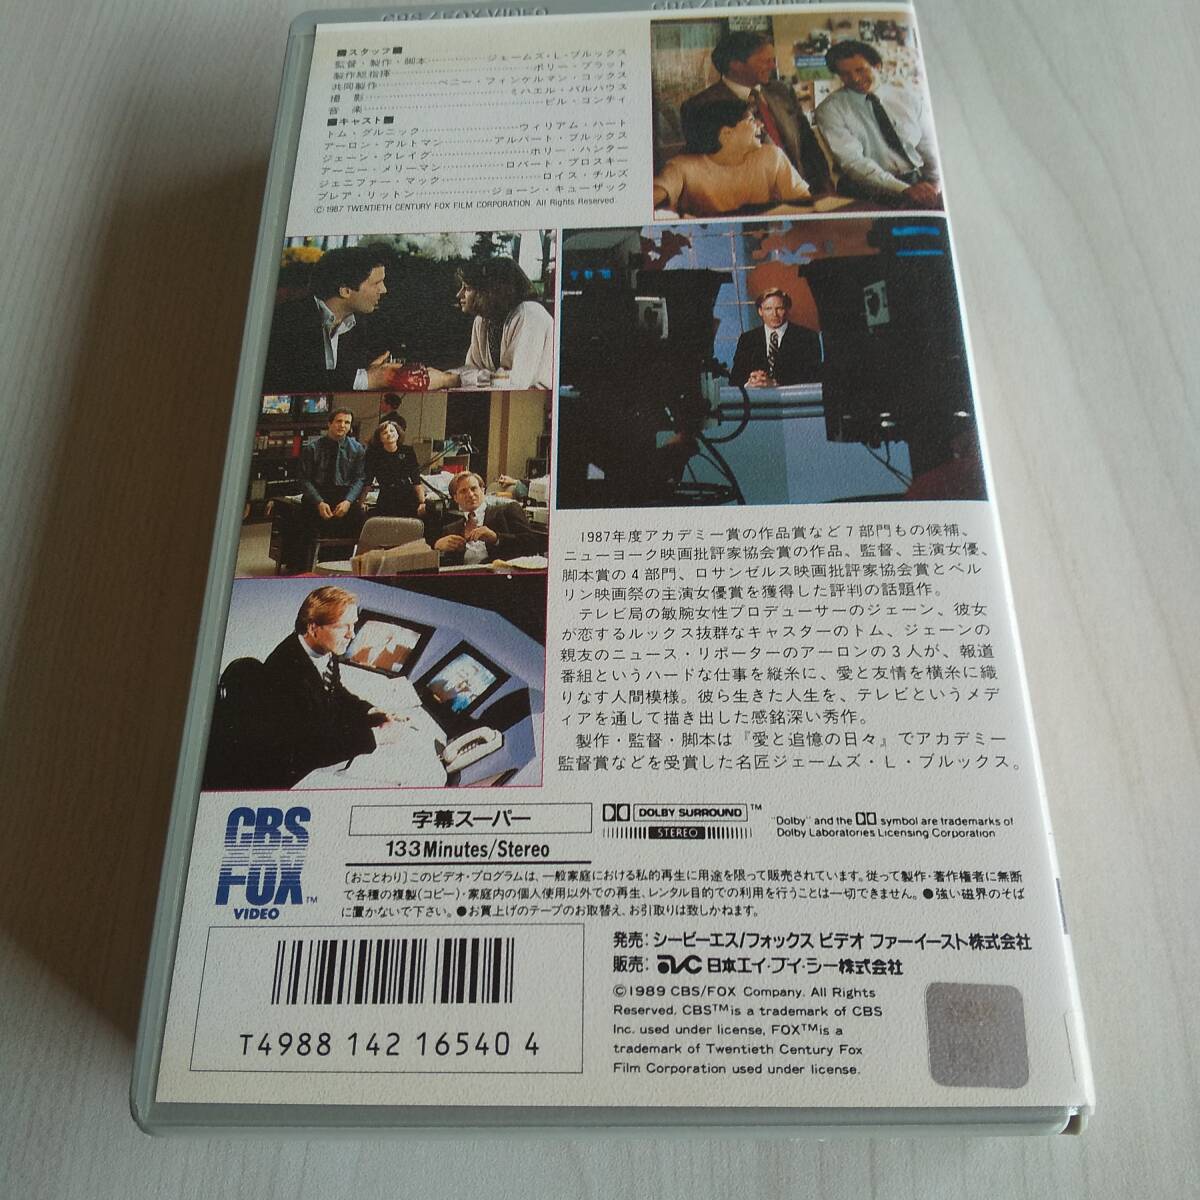 CBS/FOX VIDEO
CBS/FOX VIDEO
■スタッフ■
監督・製作・脚本……………ジェームズ・L・ブルックス
製作総指揮………………………ポリー・プラット
共同製作…………ペニー・フィンケルマン・コックス
撮　影………………………ミハエル・バルハウス
音　楽…………………………ビル・コンティ
■キャスト■
トム・グルニック………………ウィリアム・ハート
アーロン・アルトマン…………アルバート・ブルックス
ジェーン・クレイグ………………ホリー・ハンター
アーニー・メリーマン…………ロバート・プロスキー
ジェニファー・マック………………ロイス・チルズ
ブレア・リットン………………ジョーン・キューザック
©1987 TWENTIETH CENTURY FOX FILM CORPORATION. All Rights Reserved.
1987年度アカデミー賞の作品賞など7部門もの候補、
ニューヨーク映画批評家協会賞の作品、監督、主演女優、
脚本賞の4部門、ロサンゼルス映画批評家協会賞とベル
リン映画祭の主演女優賞を獲得した評判の話題作。
テレビ局の敏腕女性プロデューサーのジェーン、彼女
が恋するルックス抜群なキャスターのトム、ジェーンの
親友のニュース・リポーターのアーロンの3人が、報道
番組というハードな仕事を縦糸に、愛と友情を横糸に織
りなす人間模様。彼ら生きた人生を、テレビというメデ
ィアを通して描き出した感銘深い秀作。
製作・監督・脚本は『愛と追憶の日々』でアカデミー
監督賞などを受賞した名匠ジェームズ・L・ブルックス。
CBS
FOX™
VIDEO
字幕スーパー
133Minutes/Stereo
DOLBY SURROUND™
STEREO
"Dolby" and the symbol are trademarks of
Dolby Laboratories Licensing Corporation
〔おことわり〕このビデオ・プログラムは、一般家庭における私的再生に用途を限って販売されています。従って製作・著作権者に無断
で各種の複製(コピー)・家庭内の個人使用以外での再生、レンタル目的での利用を行うことは一切できません。●強い磁界のそば
に置かないで下さい。●お買上げのテープのお取替え、お引取りは致しかねます。
T4988 142 16540 4
発売：シービーエス/フォックス ビデオ ファーイースト株式会社
販売：AVC 日本エイ・ブイ・シー株式会社
©1989 CBS/FOX Company. All Rights
Reserved. CBS™is a trademark of CBS
Inc. used under license, FOX™is a
trademark of Twentieth Century Fox
Film Corporation used under license.